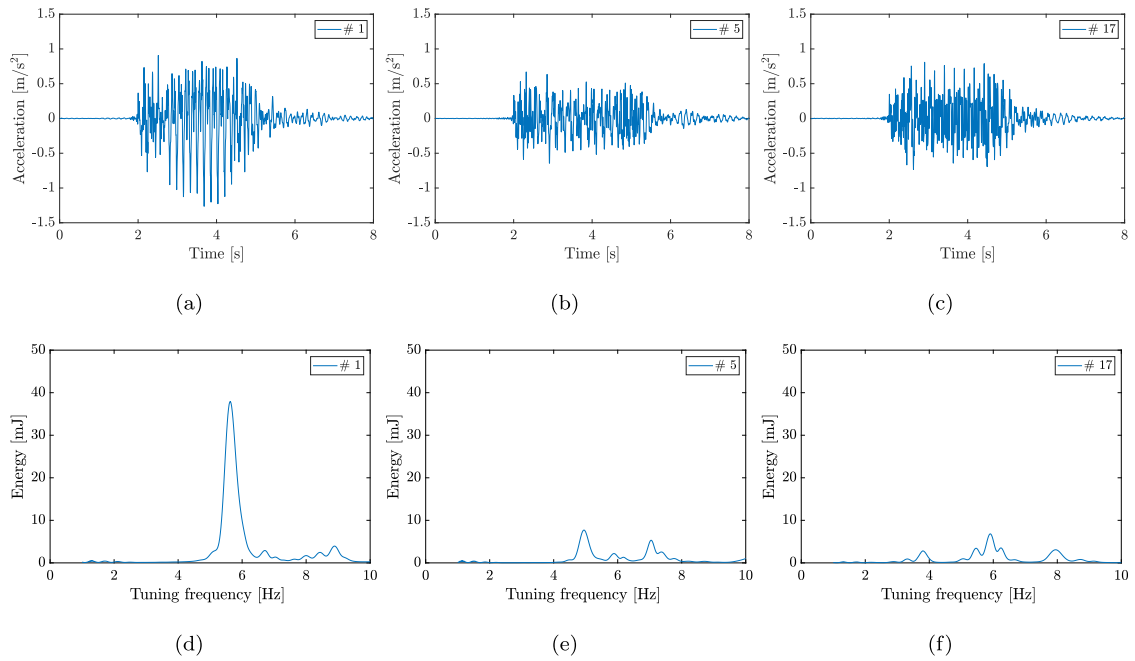 1.5
1
0.5
0
-0.5
-1
-1.5
Acceleration [m/s²]
0 2 4 6 8
Time [s]
# 1
(a)
1.5
1
0.5
0
-0.5
-1
-1.5
Acceleration [m/s²]
0 2 4 6 8
Time [s]
# 5
(b)
1.5
1
0.5
0
-0.5
-1
-1.5
Acceleration [m/s²]
0 2 4 6 8
Time [s]
# 17
(c)
50
40
30
20
10
0
Energy [mJ]
0 2 4 6 8 10
Tuning frequency [Hz]
# 1
(d)
50
40
30
20
10
0
Energy [mJ]
0 2 4 6 8 10
Tuning frequency [Hz]
# 5
(e)
50
40
30
20
10
0
Energy [mJ]
0 2 4 6 8 10
Tuning frequency [Hz]
# 17
(f)